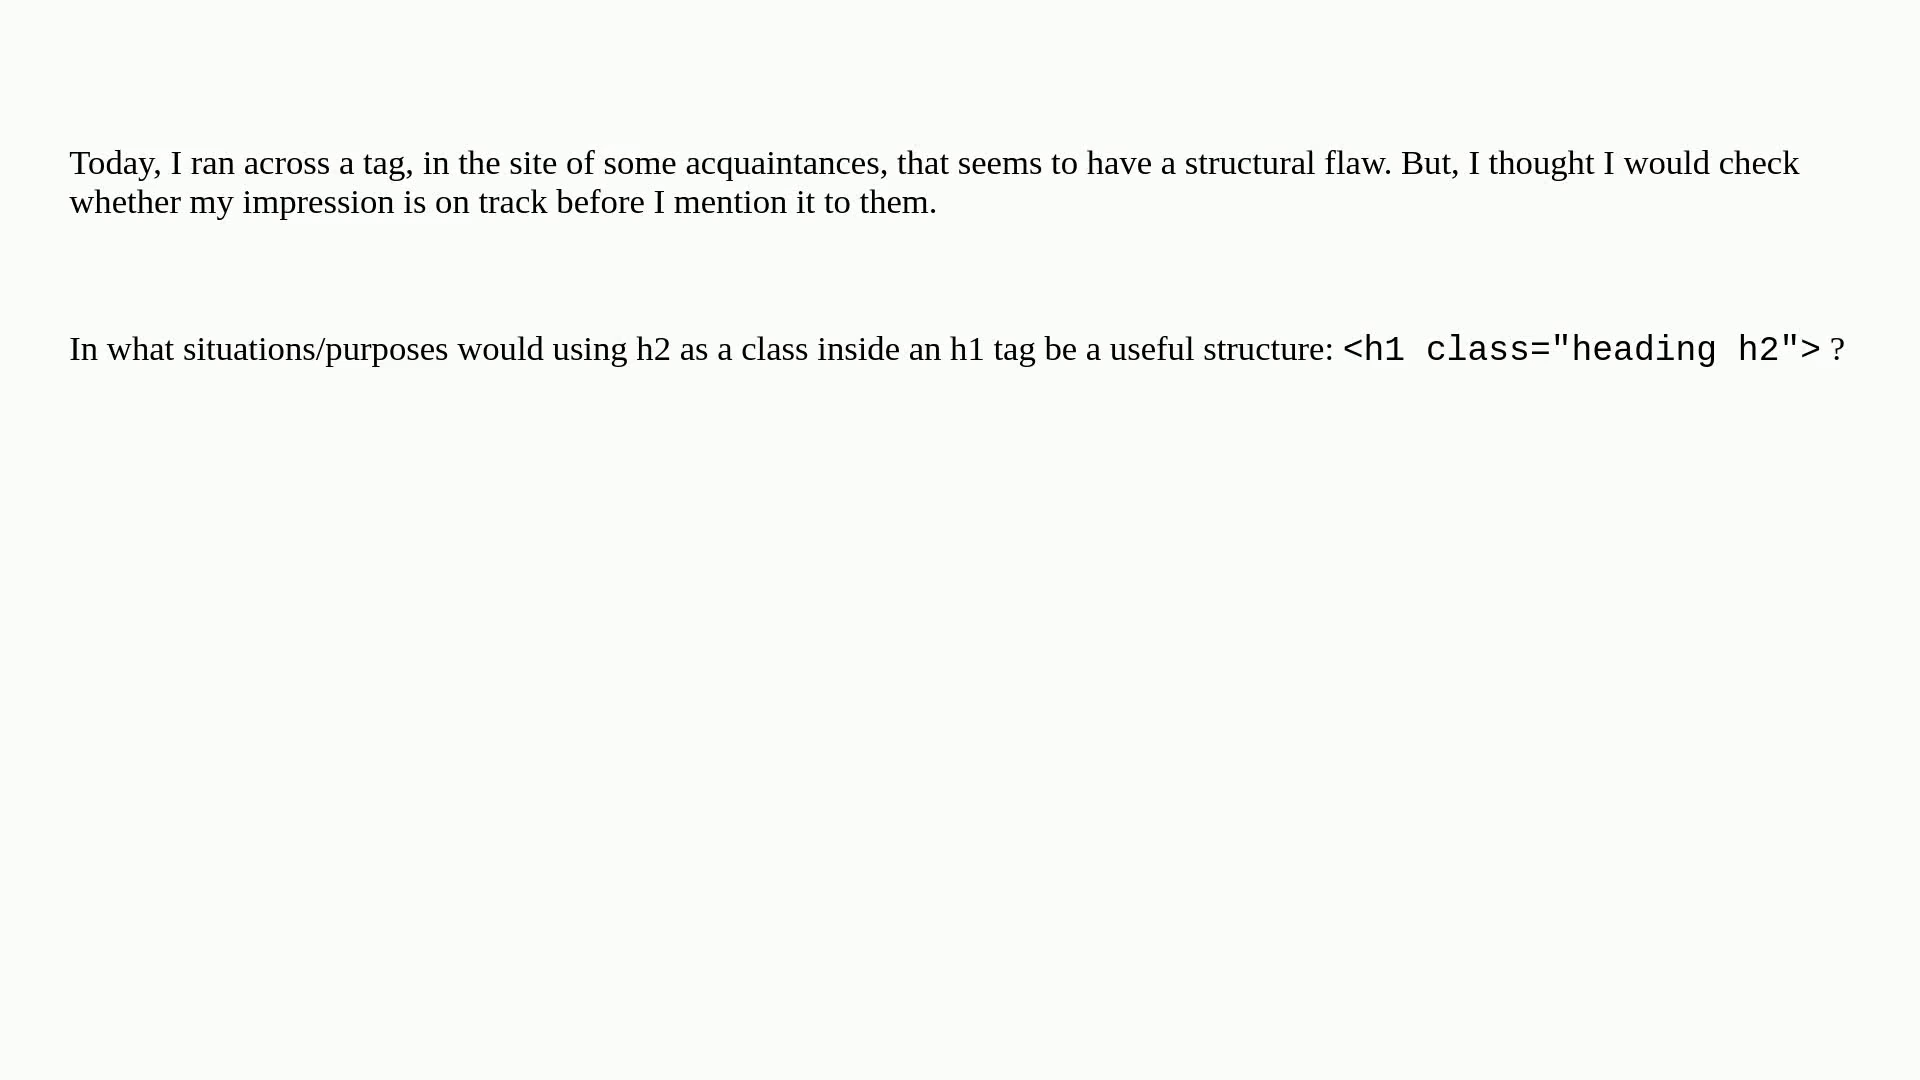 Today, I ran across a tag, in the site of some acquaintances, that seems to have a structural flaw. But, I thought I would check
whether my impression is on track before I mention it to them.
In what situations/purposes would using h2 as a class inside an h1 tag be a useful structure: <h1 class="heading h2"> ?